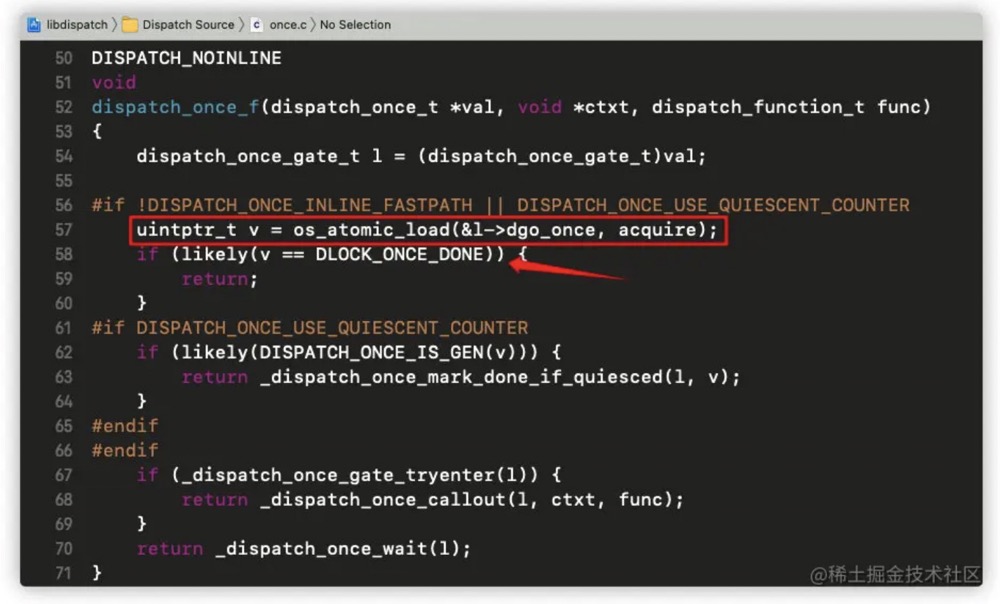 libdispatch 〉 Dispatch Source 〉 c once.c 〉 No Selection
50 DISPATCH_NOINLINE
51 void
52 dispatch_once_f(dispatch_once_t *val, void *ctxt, dispatch_function_t func)
53 {
54     dispatch_once_gate_t l = (dispatch_once_gate_t)val;
55
56 #if !DISPATCH_ONCE_INLINE_FASTPATH || DISPATCH_ONCE_USE_QUIESCENT_COUNTER
57     uintptr_t v = os_atomic_load(&l->dgo_once, acquire);
58     if (likely(v == DLOCK_ONCE_DONE)) {
59         return;
60     }
61 #if DISPATCH_ONCE_USE_QUIESCENT_COUNTER
62     if (likely(DISPATCH_ONCE_IS_GEN(v))) {
63         return _dispatch_once_mark_done_if_quiesced(l, v);
64     }
65 #endif
66 #endif
67     if (_dispatch_once_gate_tryenter(l)) {
68         return _dispatch_once_callout(l, ctxt, func);
69     }
70     return _dispatch_once_wait(l);
71 }
@稀土掘金技术社区